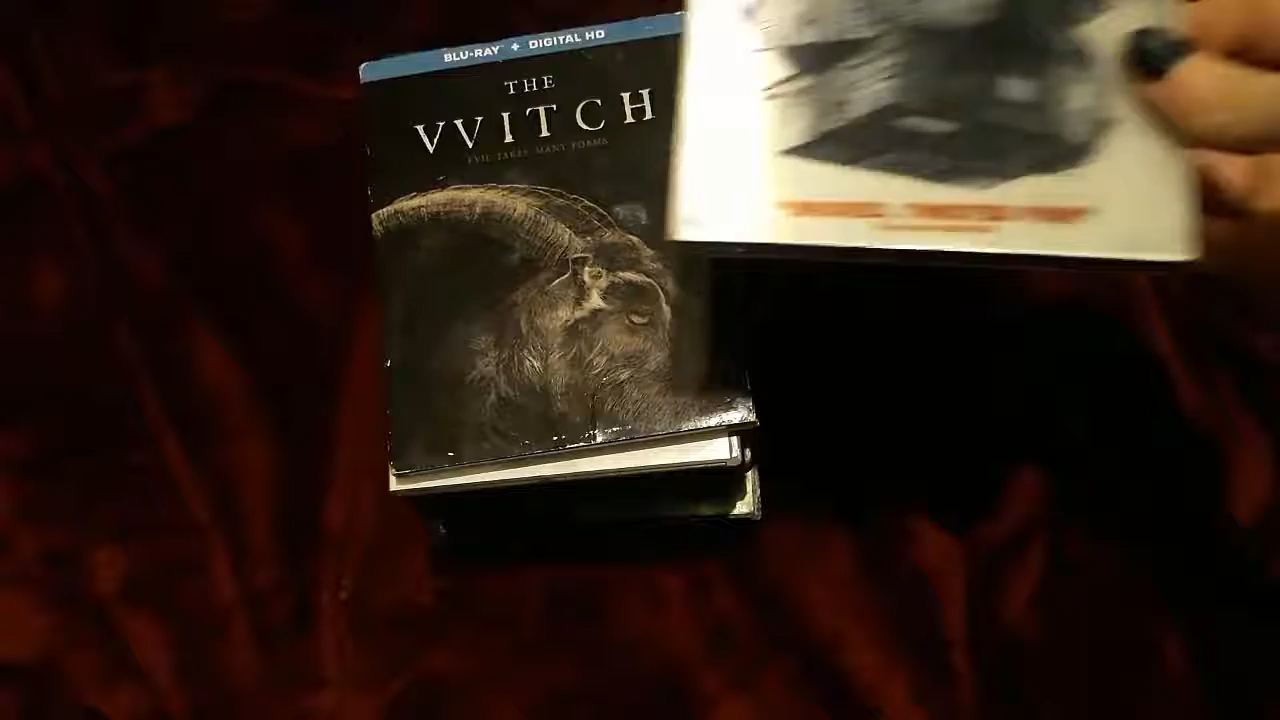 BLU-RAY + DIGITAL HD
THE
VVITCH
EVIL TAKES MANY FORMS